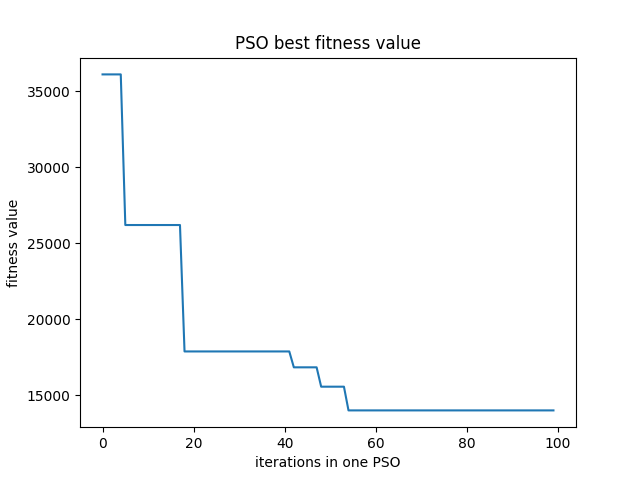 PSO best fitness value
35000
30000
25000
20000
15000
fitness value
0 20 40 60 80 100
iterations in one PSO